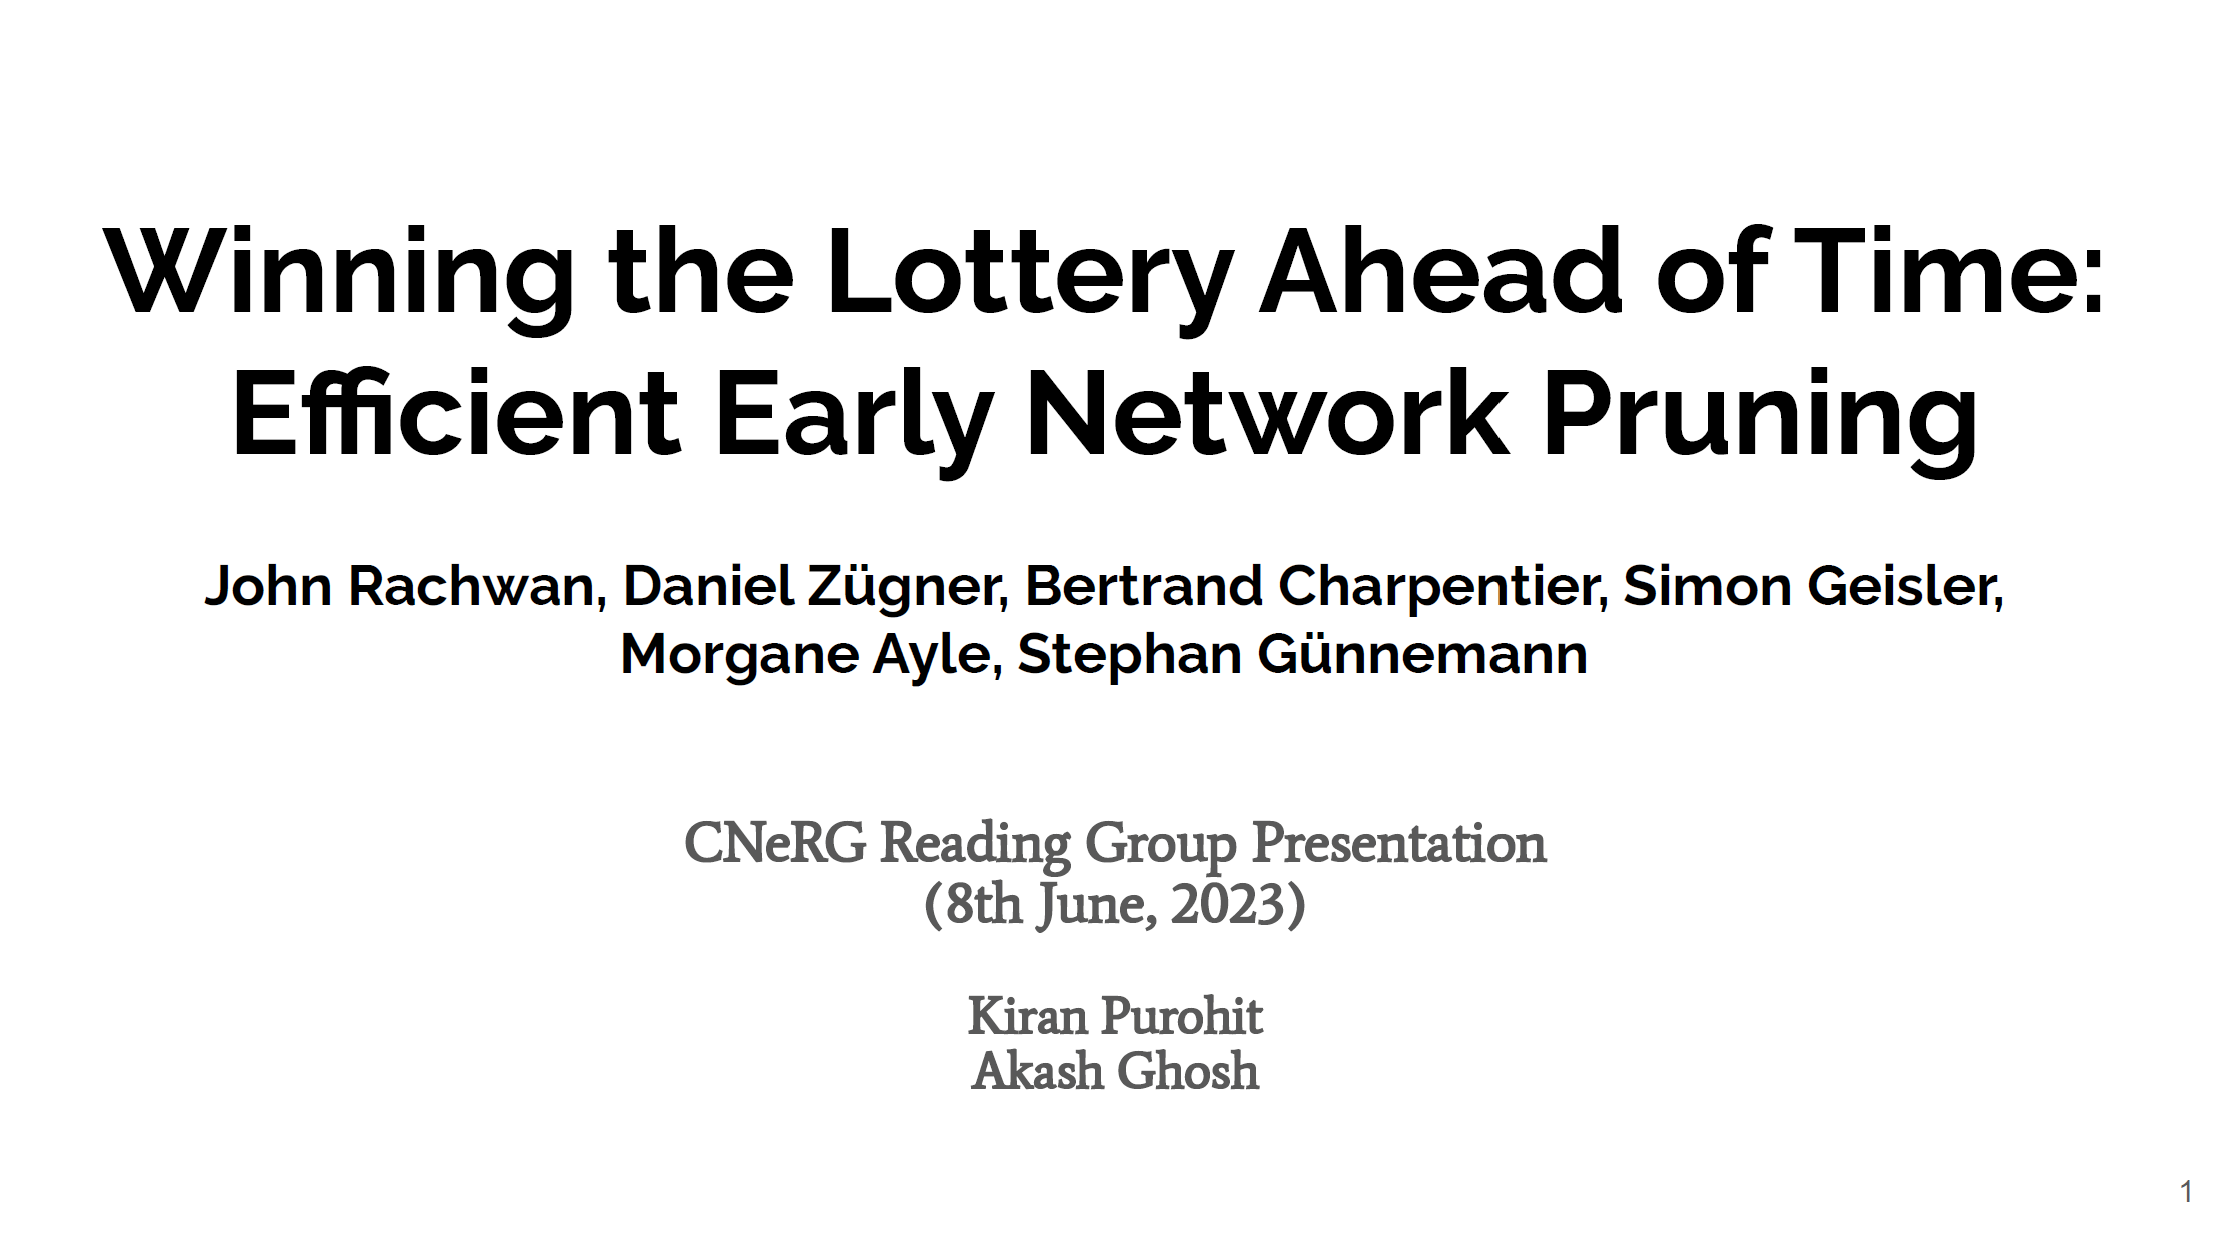 Winning the Lottery Ahead of Time:
Efficient Early Network Pruning
John Rachwan, Daniel Zügner, Bertrand Charpentier, Simon Geisler,
Morgane Ayle, Stephan Günnemann
CNeRG Reading Group Presentation
(8th June, 2023)
Kiran Purohit
Akash Ghosh
1